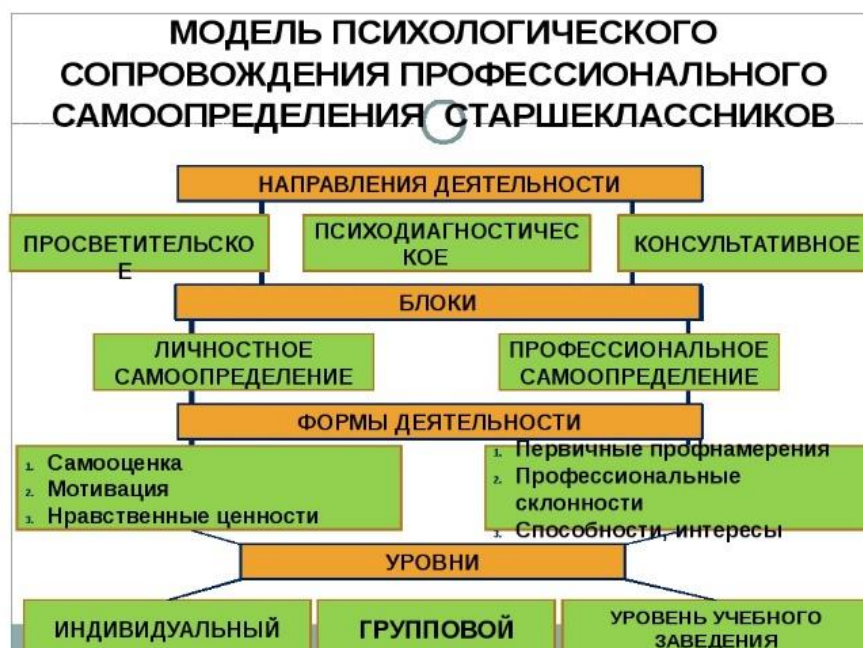 МОДЕЛЬ ПСИХОЛОГИЧЕСКОГО
СОПРОВОЖДЕНИЯ ПРОФЕССИОНАЛЬНОГО
САМООПРЕДЕЛЕНИЯ СТАРШЕКЛАССНИКОВ
НАПРАВЛЕНИЯ ДЕЯТЕЛЬНОСТИ
ПРОСВЕТИТЕЛЬСКО
Е
ПСИХОДИАГНОСТИЧЕС
КОЕ
КОНСУЛЬТАТИВНОЕ
БЛОКИ
ЛИЧНОСТНОЕ
САМООПРЕДЕЛЕНИЕ
ПРОФЕССИОНАЛЬНОЕ
САМООПРЕДЕЛЕНИЕ
ФОРМЫ ДЕЯТЕЛЬНОСТИ
1. Самооценка
2. Мотивация
3. Нравственные ценности
1. Первичные профнамерения
2. Профессиональные
склонности
3. Способности, интересы
УРОВНИ
ИНДИВИДУАЛЬНЫЙ
ГРУППОВОЙ
УРОВЕНЬ УЧЕБНОГО
ЗАВЕДЕНИЯ